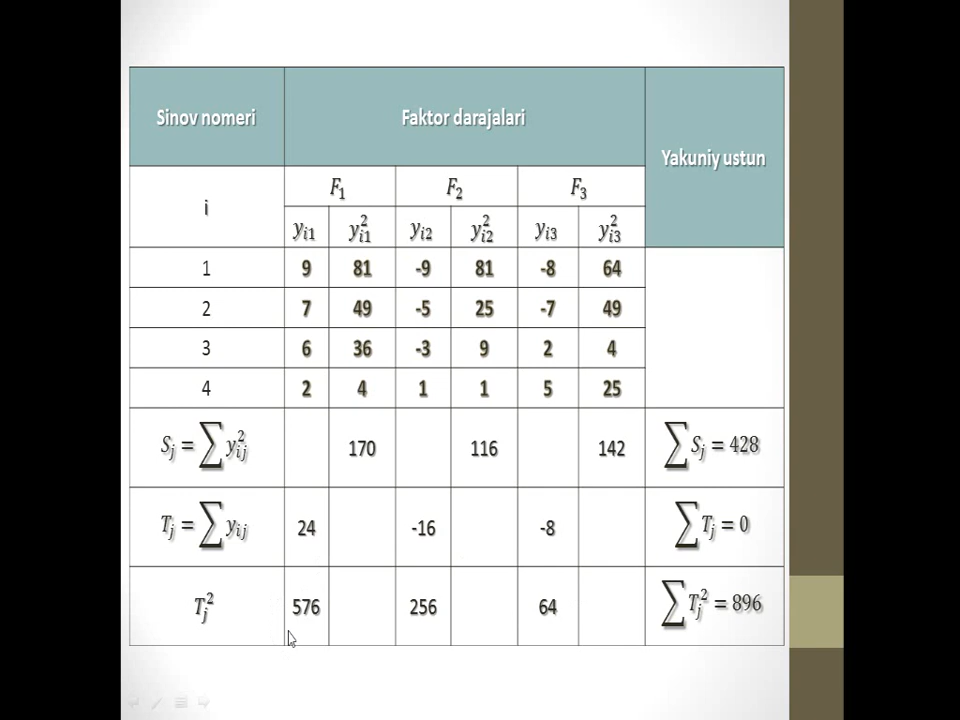 Sinov nomeri Faktor darajalari Yakuniy ustun
i F₁ F₂ F₃
yᵢ₁ y²ᵢ₁ yᵢ₂ y²ᵢ₂ yᵢ₃ y²ᵢ₃
1 9 81 -9 81 -8 64
2 7 49 -5 25 -7 49
3 6 36 -3 9 2 4
4 2 4 1 1 5 25
Sⱼ = ∑ y²ᵢⱼ 170 116 142 ∑ Sⱼ = 428
Tⱼ = ∑ yᵢⱼ 24 -16 -8 ∑ Tⱼ = 0
Tⱼ² 576 256 64 ∑ Tⱼ² = 896